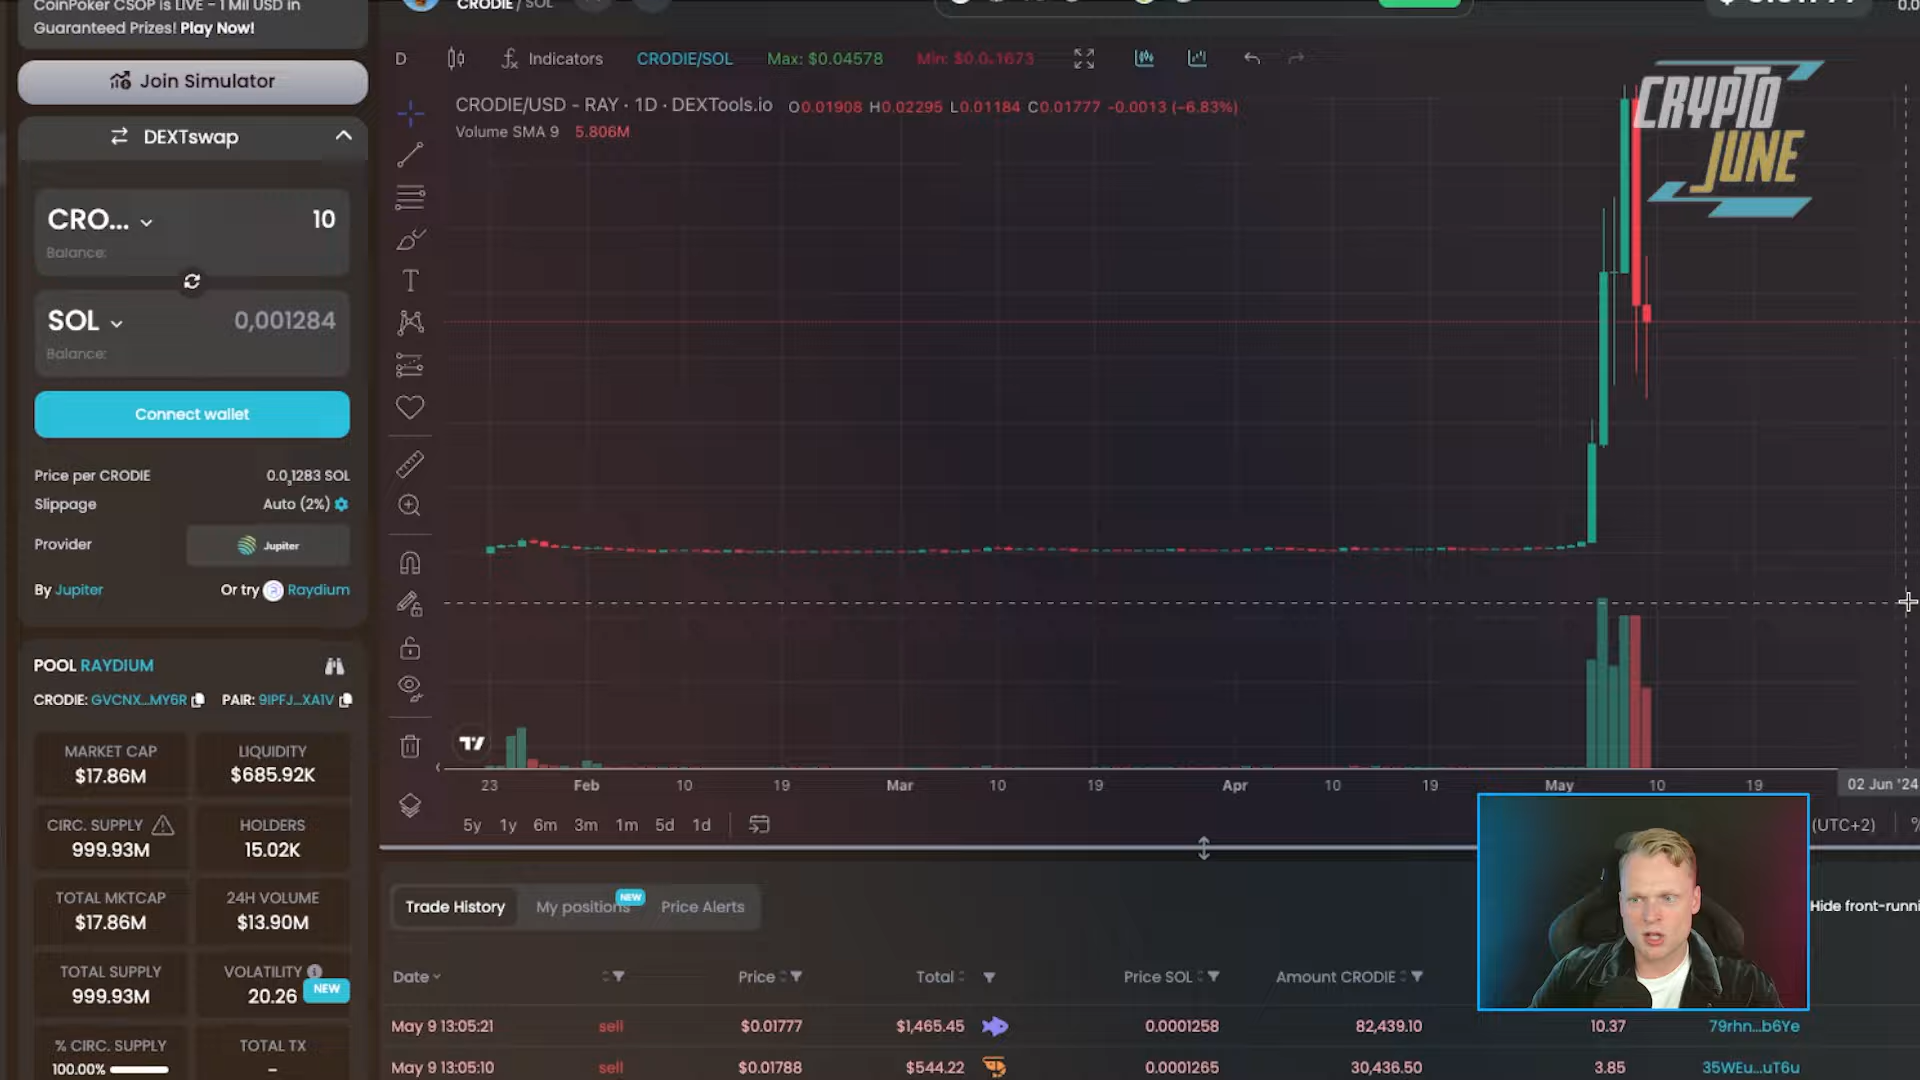 CoinPoker CSOP is LIVE - 1 Mil USD in
Guaranteed Prizes! Play Now!
CRODIE / SOL
Join Simulator
DEXTswap
CRO... 10
Balance:
SOL 0,001284
Balance:
Connect wallet
Price per CRODIE 0.0₃1283 SOL
Slippage Auto (2%)
Provider Jupiter
By Jupiter Or try Raydium
POOL RAYDIUM
CRODIE: GVCNX...MY6R PAIR: 9IPFJ...XA1V
MARKET CAP LIQUIDITY
$17.86M $685.92K
CIRC. SUPPLY HOLDERS
999.93M 15.02K
TOTAL MKTCAP 24H VOLUME
$17.86M $13.90M
TOTAL SUPPLY VOLATILITY
999.93M 20.26 NEW
% CIRC. SUPPLY TOTAL TX
100.00% -
D Indicators CRODIE/SOL Max: $0.04578
CRODIE/USD - RAY · 1D · DEXTools.io O0.01908 H0.02295 L0.01184 C0.01777 -0.0013 (-6.83%)
Volume SMA 9 5.806M
CRYPTO
JUNE
23 Feb 10 19 Mar 10 19 Apr 10 19 May 10 19 02 Jun '24
5y 1y 6m 3m 1m 5d 1d (UTC+2) %
Trade History My positions NEW Price Alerts
Hide front-runni
Date Price Total Price SOL Amount CRODIE
May 9 13:05:21 sell $0.01777 $1,465.45 0.0001258 82,439.10 10.37 79rhn...b6Ye
May 9 13:05:10 sell $0.01788 $544.22 0.0001265 30,436.50 3.85 35WEu...uT6u